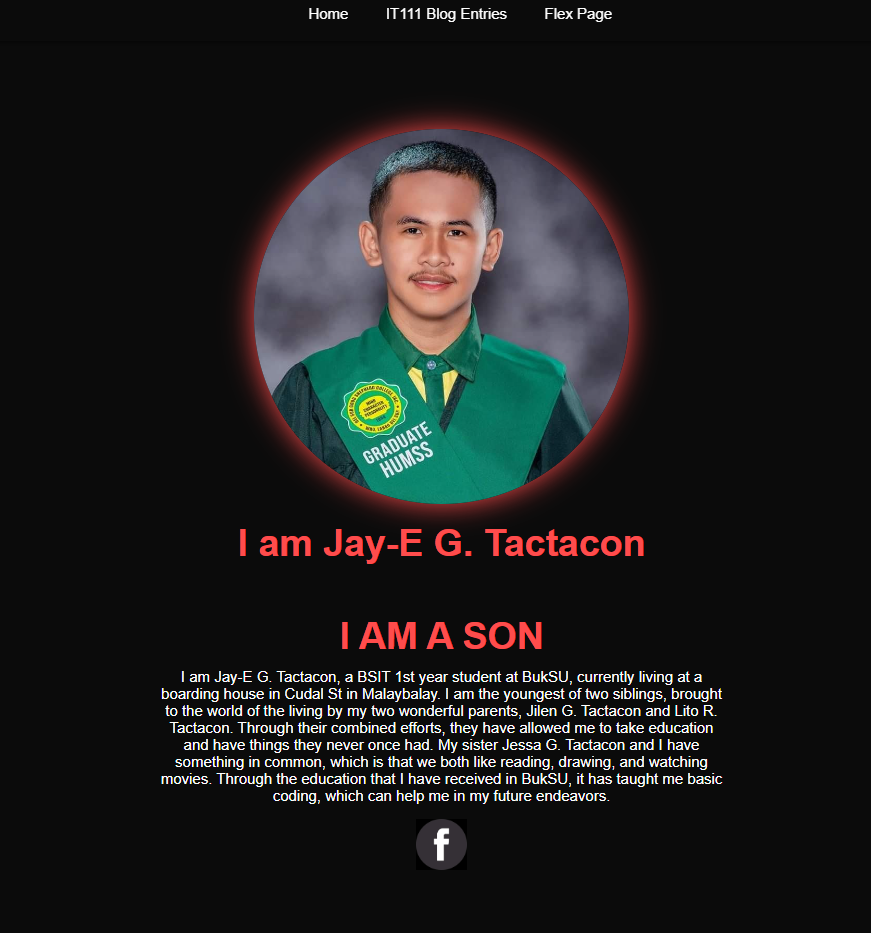 Home IT111 Blog Entries Flex Page
GRADUATE
HUMSS
I am Jay-E G. Tactacon
I AM A SON
I am Jay-E G. Tactacon, a BSIT 1st year student at BukSU, currently living at a
boarding house in Cudal St in Malaybalay. I am the youngest of two siblings, brought
to the world of the living by my two wonderful parents, Jilen G. Tactacon and Lito R.
Tactacon. Through their combined efforts, they have allowed me to take education
and have things they never once had. My sister Jessa G. Tactacon and I have
something in common, which is that we both like reading, drawing, and watching
movies. Through the education that I have received in BukSU, it has taught me basic
coding, which can help me in my future endeavors.
f